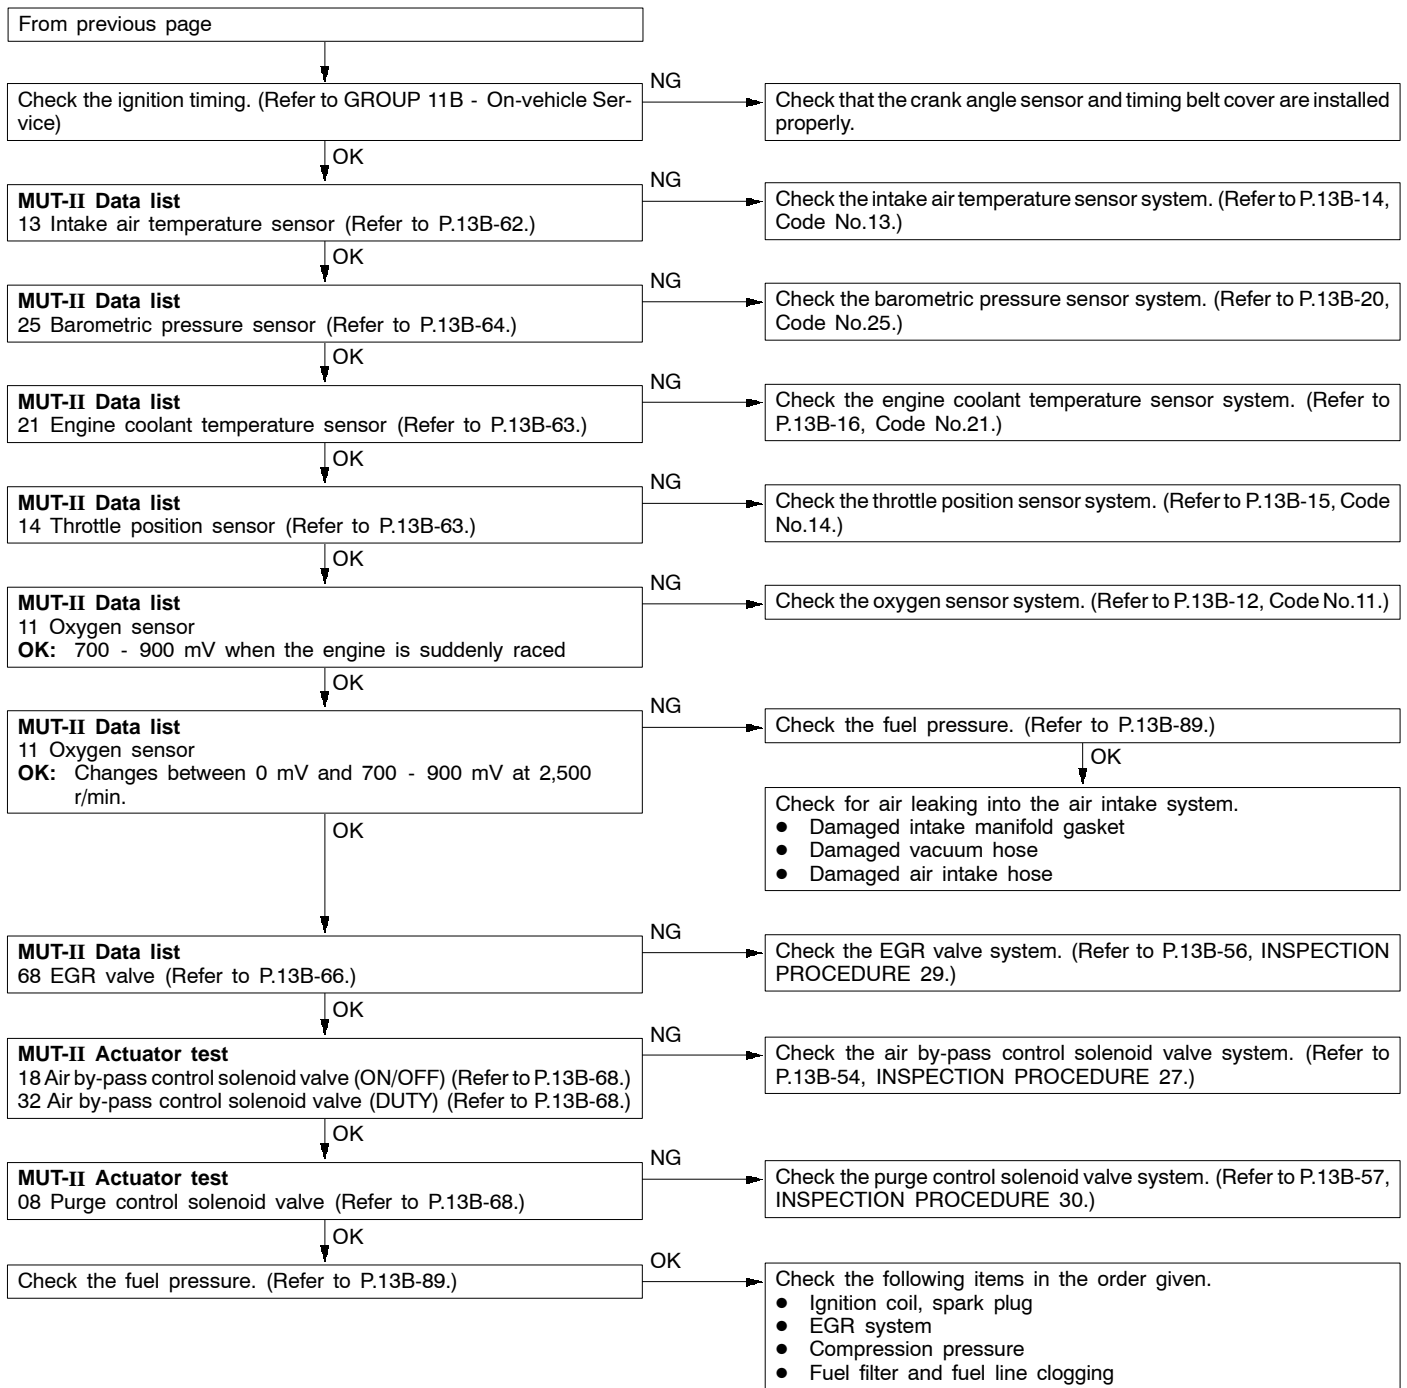 From previous page
NG
Check the ignition timing. (Refer to GROUP 11B - On-vehicle Ser-
vice)
Check that the crank angle sensor and timing belt cover are installed
properly.
OK
NG
MUT-II Data list
13 Intake air temperature sensor (Refer to P.13B-62.)
Check the intake air temperature sensor system. (Refer to P.13B-14,
Code No.13.)
OK
NG
MUT-II Data list
25 Barometric pressure sensor (Refer to P.13B-64.)
Check the barometric pressure sensor system. (Refer to P.13B-20,
Code No.25.)
OK
NG
MUT-II Data list
21 Engine coolant temperature sensor (Refer to P.13B-63.)
Check the engine coolant temperature sensor system. (Refer to
P.13B-16, Code No.21.)
OK
NG
MUT-II Data list
14 Throttle position sensor (Refer to P.13B-63.)
Check the throttle position sensor system. (Refer to P.13B-15, Code
No.14.)
OK
NG
MUT-II Data list
11 Oxygen sensor
OK: 700 - 900 mV when the engine is suddenly raced
Check the oxygen sensor system. (Refer to P.13B-12, Code No.11.)
OK
NG
MUT-II Data list
11 Oxygen sensor
OK: Changes between 0 mV and 700 - 900 mV at 2,500
r/min.
Check the fuel pressure. (Refer to P.13B-89.)
OK
Check for air leaking into the air intake system.
● Damaged intake manifold gasket
● Damaged vacuum hose
● Damaged air intake hose
OK
NG
MUT-II Data list
68 EGR valve (Refer to P.13B-66.)
Check the EGR valve system. (Refer to P.13B-56, INSPECTION
PROCEDURE 29.)
OK
NG
MUT-II Actuator test
18 Air by-pass control solenoid valve (ON/OFF) (Refer to P.13B-68.)
32 Air by-pass control solenoid valve (DUTY) (Refer to P.13B-68.)
Check the air by-pass control solenoid valve system. (Refer to
P.13B-54, INSPECTION PROCEDURE 27.)
OK
NG
MUT-II Actuator test
08 Purge control solenoid valve (Refer to P.13B-68.)
Check the purge control solenoid valve system. (Refer to P.13B-57,
INSPECTION PROCEDURE 30.)
OK
OK
Check the fuel pressure. (Refer to P.13B-89.)
Check the following items in the order given.
● Ignition coil, spark plug
● EGR system
● Compression pressure
● Fuel filter and fuel line clogging